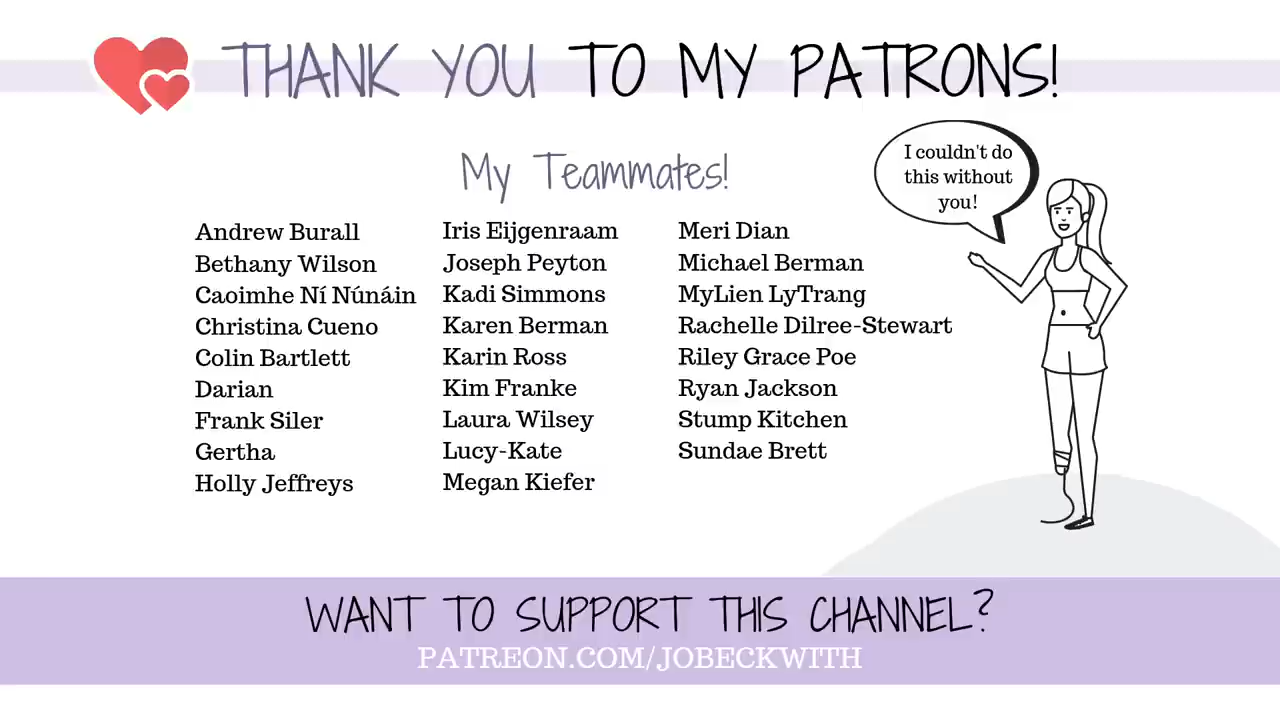 THANK YOU TO MY PATRONS!
My Teammates!
I couldn't do
this without
you!
Andrew Burall
Bethany Wilson
Caoimhe Ní Núnáin
Christina Cueno
Colin Bartlett
Darian
Frank Siler
Gertha
Holly Jeffreys
Iris Eijgenraam
Joseph Peyton
Kadi Simmons
Karen Berman
Karin Ross
Kim Franke
Laura Wilsey
Lucy-Kate
Megan Kiefer
Meri Dian
Michael Berman
MyLien LyTrang
Rachelle Dilree-Stewart
Riley Grace Poe
Ryan Jackson
Stump Kitchen
Sundae Brett
WANT TO SUPPORT THIS CHANNEL?
PATREON.COM/JOBECKWITH